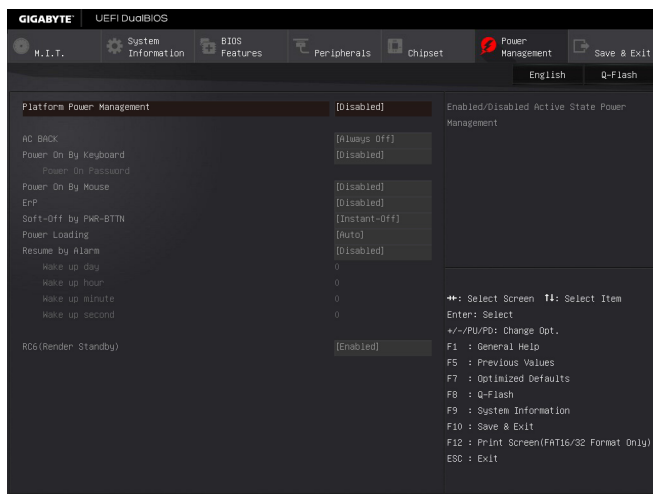 GIGABYTE™ UEFI DualBIOS
M.I.T. System Information BIOS Features Peripherals Chipset Power Management Save & Exit
English Q-Flash
Platform Power Management [Disabled]
AC BACK [Always Off]
Power On By Keyboard [Disabled]
Power On Password
Power On By Mouse [Disabled]
ErP [Disabled]
Soft-Off by PWR-BTTN [Instant-Off]
Power Loading [Auto]
Resume by Alarm [Disabled]
Wake up day 0
Wake up hour 0
Wake up minute 0
Wake up second 0
RC6(Render Standby) [Enabled]
Enabled/Disabled Active State Power
Management
→←: Select Screen ↑↓: Select Item
Enter: Select
+/-/PU/PD: Change Opt.
F1 : General Help
F5 : Previous Values
F7 : Optimized Defaults
F8 : Q-Flash
F9 : System Information
F10 : Save & Exit
F12 : Print Screen(FAT16/32 Format Only)
ESC : Exit